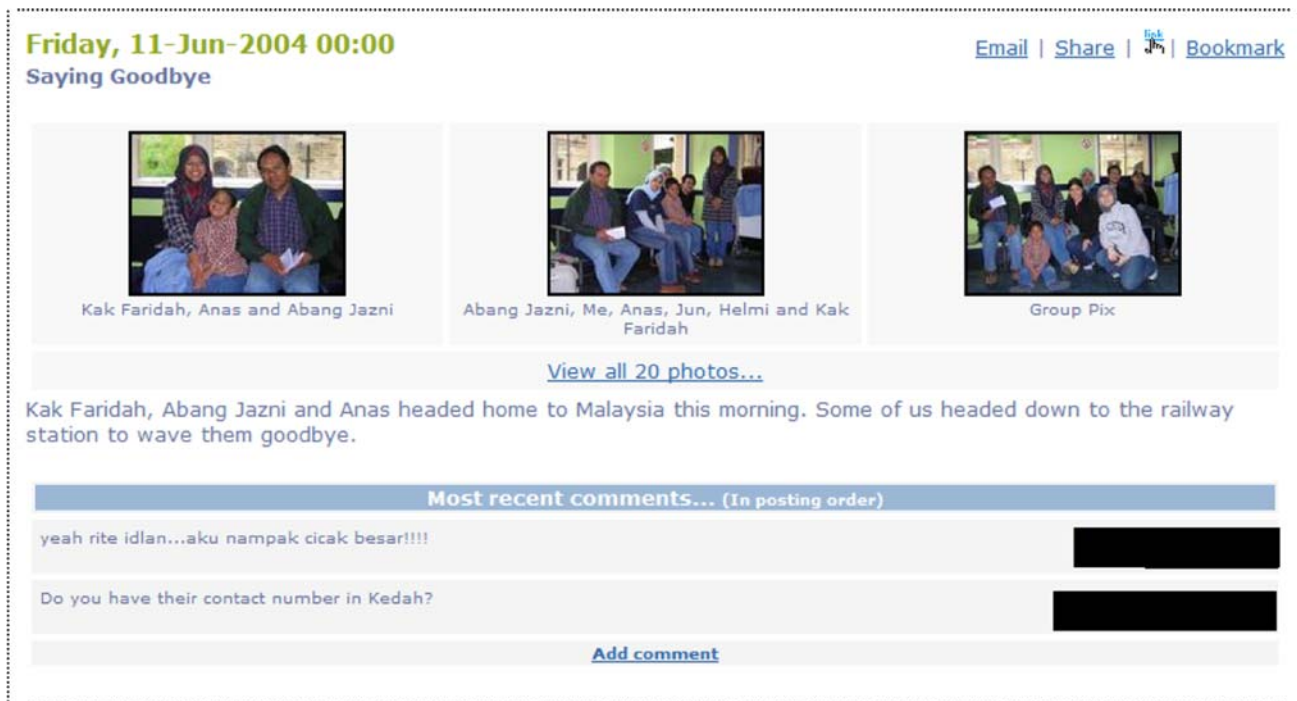 Friday, 11-Jun-2004 00:00
Email | Share | link | Bookmark
Saying Goodbye
Kak Faridah, Anas and Abang Jazni
Abang Jazni, Me, Anas, Jun, Helmi and Kak
Faridah
Group Pix
View all 20 photos...
Kak Faridah, Abang Jazni and Anas headed home to Malaysia this morning. Some of us headed down to the railway
station to wave them goodbye.
Most recent comments... (In posting order)
yeah rite idlan...aku nampak cicak besar!!!!
Do you have their contact number in Kedah?
Add comment